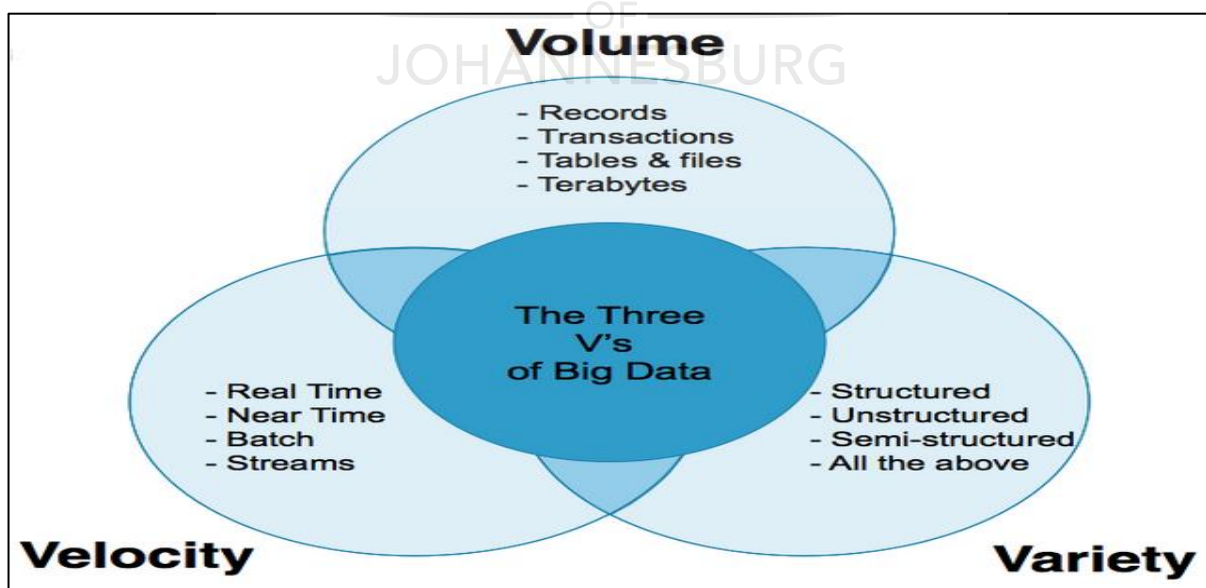 OF
JOHANNESBURG
Volume
- Records
- Transactions
- Tables & files
- Terabytes
The Three
V's
of Big Data
- Real Time
- Near Time
- Batch
- Streams
- Structured
- Unstructured
- Semi-structured
- All the above
Velocity
Variety